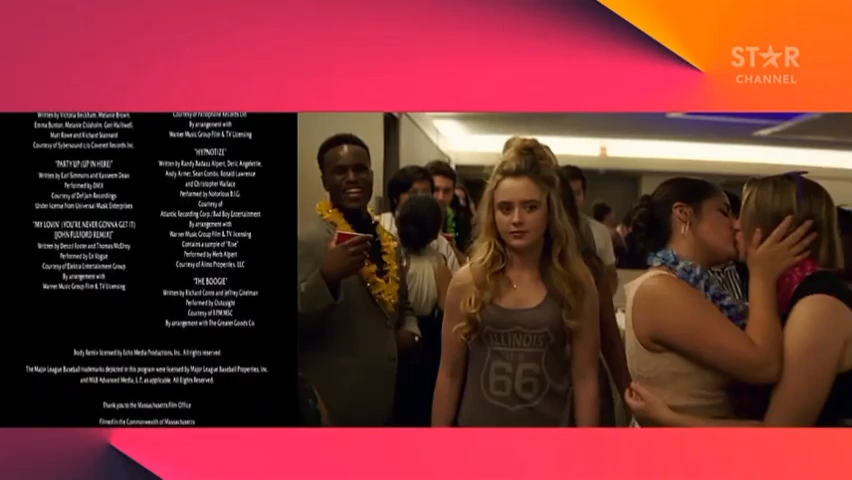 STAR
CHANNEL
Written by Victoria Beckham, Melanie Brown,
Emma Bunton, Melanie Chisholm, Geri Halliwell,
Matt Rowe and Richard Stannard
Courtesy of
"PARTY UP (UP IN HERE)"
Written by Earl Simmons and Kasseem Dean
Performed by DMX
Courtesy of Def Jam Recordings
Under license from Universal Music Enterprises
"MY LOVIN' (YOU'RE NEVER GONNA GET IT)
[JOHN FULFORD REMIX]"
Written by Denzil Foster and Thomas McElroy
Performed by En Vogue
Courtesy of Elektra Entertainment Group
By arrangement with
Warner Music Group Film & TV Licensing
Courtesy of Parlophone Records Ltd
By arrangement with
Warner Music Group Film & TV Licensing
"HYPNOTIZE"
Written by Randy Badazz Alpert, Deric Angelettie,
Andy Armer, Sean Combs, Ronald Lawrence
and Christopher Wallace
Performed by Notorious B.I.G.
Courtesy of
Atlantic Recording Corp./Bad Boy Entertainment
By arrangement with
Warner Music Group Film & TV Licensing
Contains a sample of "Rise"
Performed by Herb Alpert
Courtesy of Almo Properties, LLC
"THE BOOGIE"
Written by Richard and Jeffrey Gitelman
Performed by Outasight
Courtesy of RPM MSC
By arrangement with The Greater Goods Co.
Body Remix licensed by Echo Media Productions, Inc. All rights reserved
The Major League Baseball trademarks depicted in this program were licensed by Major League Baseball Properties, Inc.
and MLB Advanced Media, L.P., as applicable. All Rights Reserved.
Thank you to the Massachusetts Film Office
Filmed in the Commonwealth of Massachusetts
ILLINOIS
66